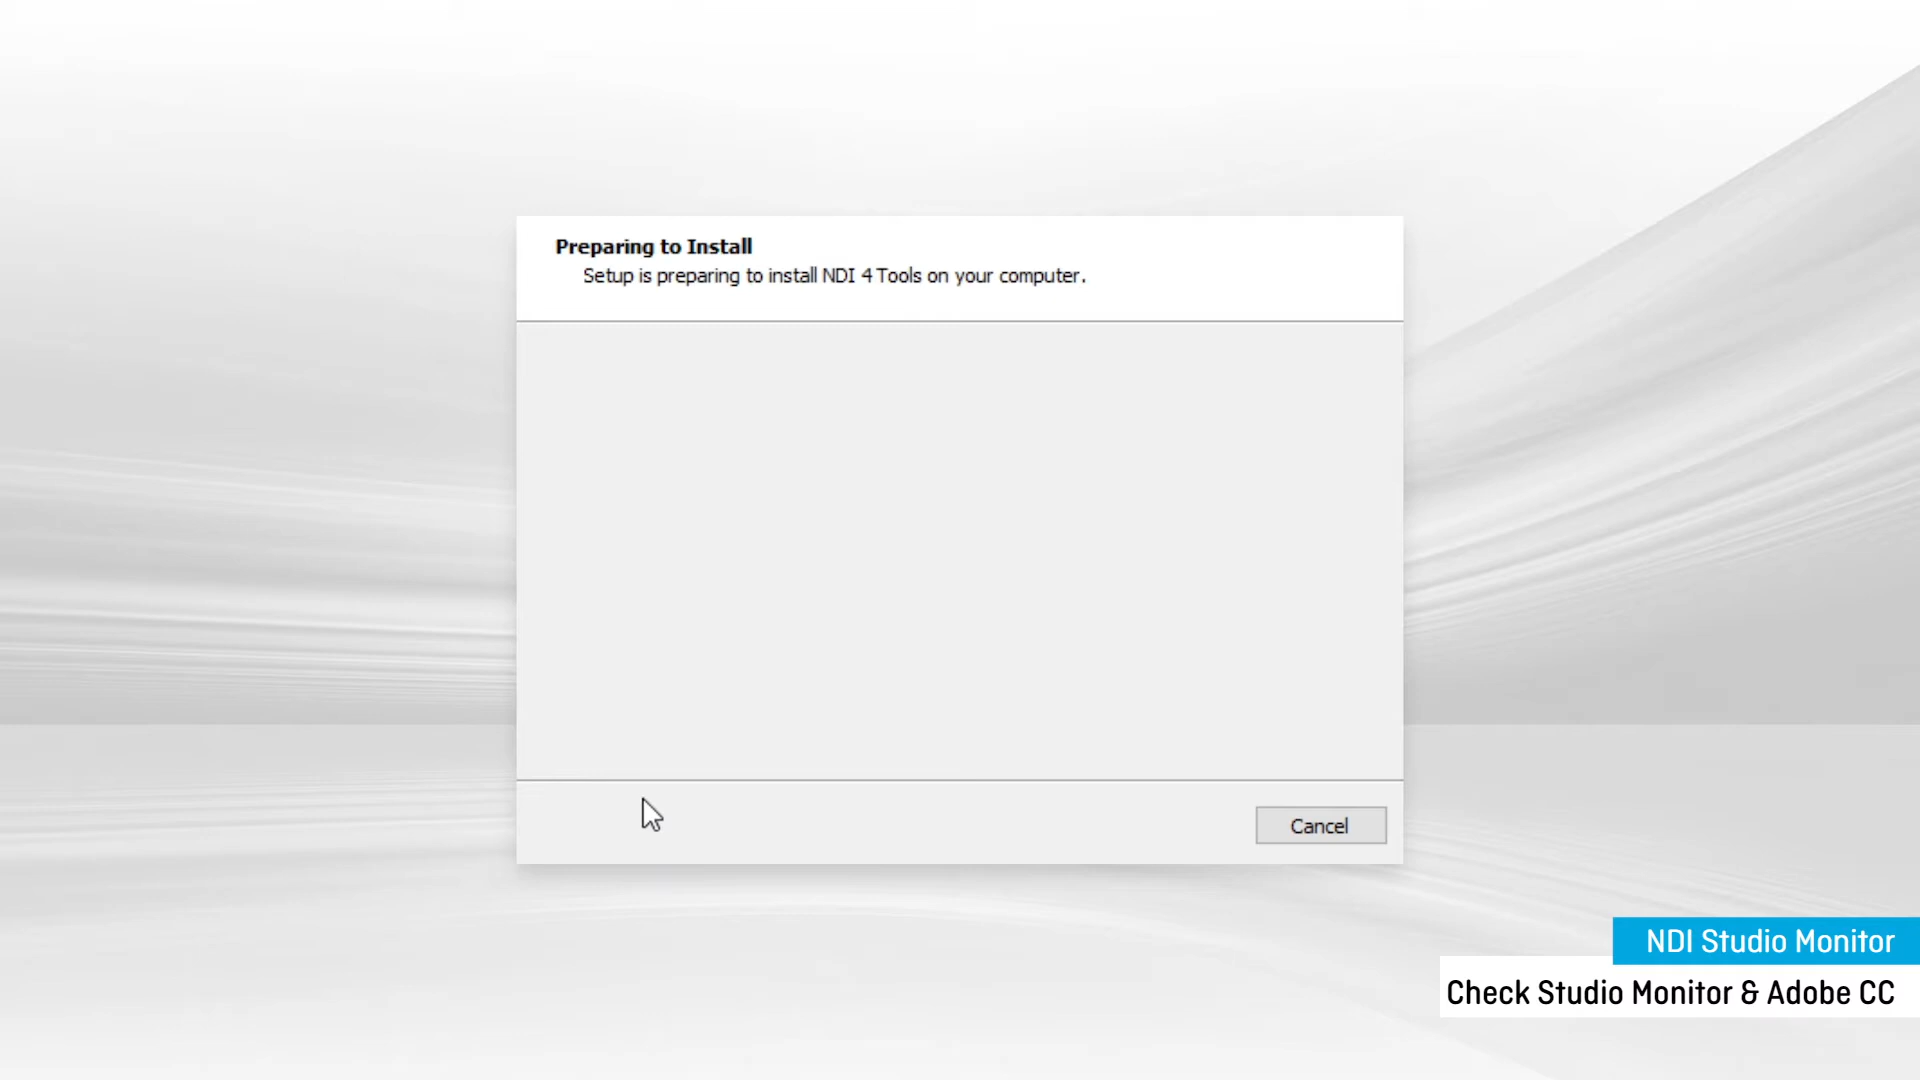 Preparing to Install
Setup is preparing to install NDI 4 Tools on your computer.
Cancel
NDI Studio Monitor
Check Studio Monitor & Adobe CC